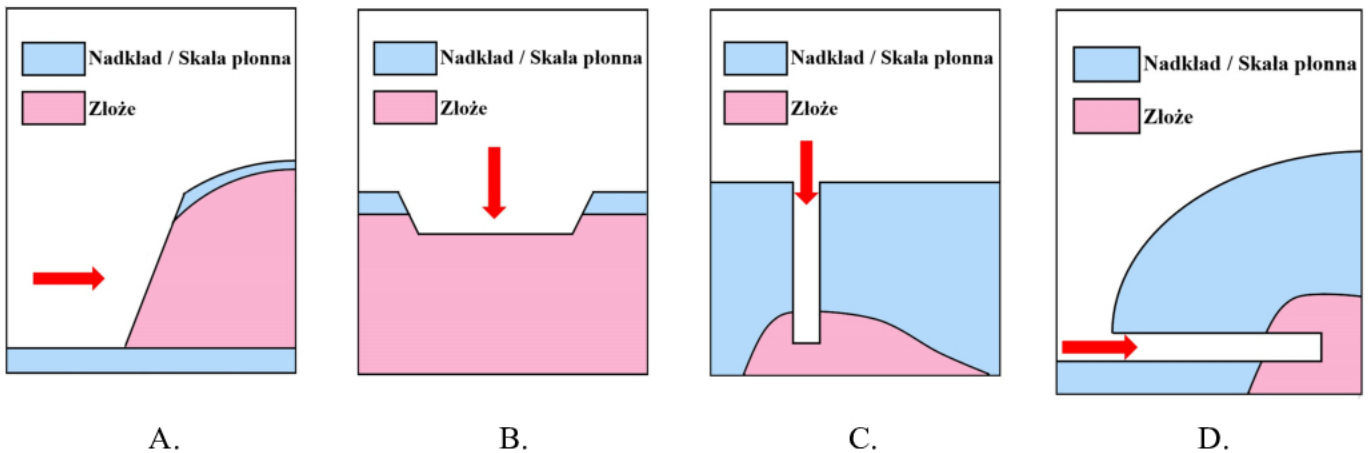 Nadkład / Skała płonna
Złoże
Nadkład / Skała płonna
Złoże
Nadkład / Skała płonna
Złoże
Nadkład / Skała płonna
Złoże
A.
B.
C.
D.